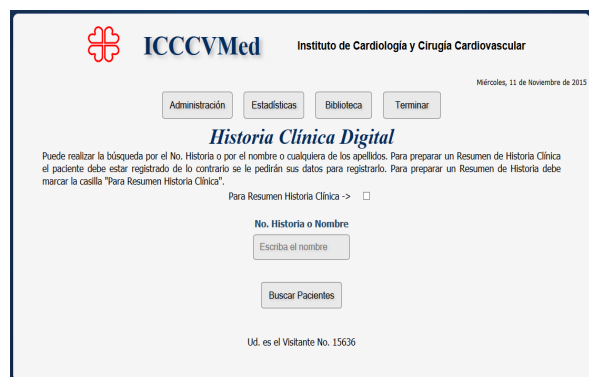 ICCCVMed
Instituto de Cardiología y Cirugía Cardiovascular
Miércoles, 11 de Noviembre de 2015
Administración Estadísticas Biblioteca Terminar
Historia Clínica Digital
Puede realizar la búsqueda por el No. Historia o por el nombre o cualquiera de los apellidos. Para preparar un Resumen de Historia Clínica
el paciente debe estar registrado de lo contrario se le pedirán sus datos para registrarlo. Para preparar un Resumen de Historia debe
marcar la casilla "Para Resumen Historia Clínica".
Para Resumen Historia Clínica ->
No. Historia o Nombre
Escriba el nombre
Buscar Pacientes
Ud. es el Visitante No. 15636